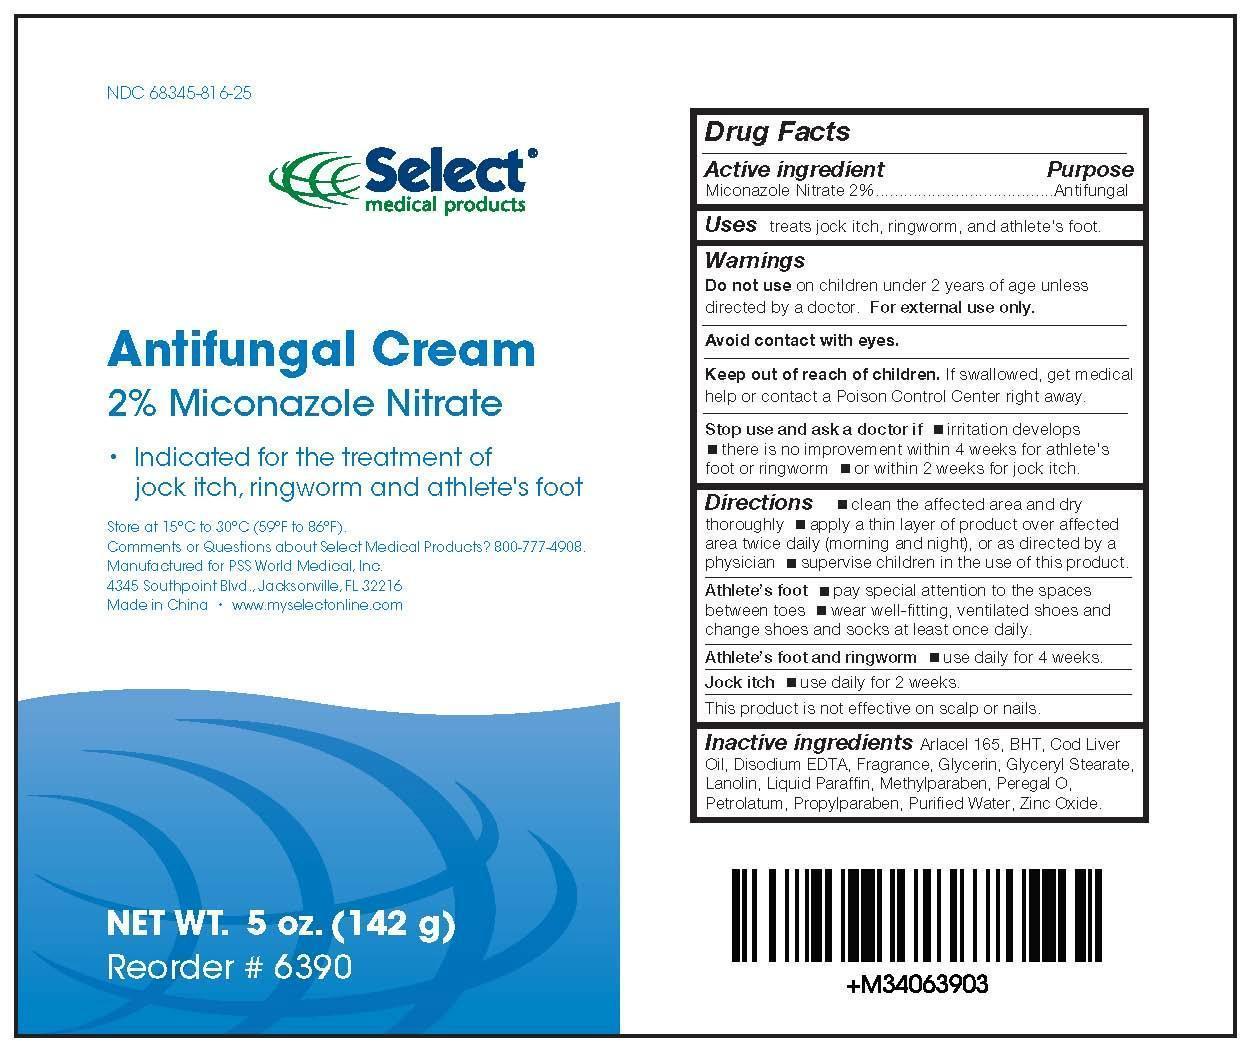 NDC 68345-816-25
Select®
medical products
Antifungal Cream
2% Miconazole Nitrate
• Indicated for the treatment of
jock itch, ringworm and athlete's foot
Store at 15°C to 30°C (59°F to 86°F).
Comments or Questions about Select Medical Products? 800-777-4908.
Manufactured for PSS World Medical, Inc.
4345 Southpoint Blvd., Jacksonville, FL 32216
Made in China • www.myselectonline.com
NET WT. 5 oz. (142 g)
Reorder # 6390
Drug Facts
Active ingredient Purpose
Miconazole Nitrate 2%......................................Antifungal
Uses treats jock itch, ringworm, and athlete's foot.
Warnings
Do not use on children under 2 years of age unless
directed by a doctor. For external use only.
Avoid contact with eyes.
Keep out of reach of children. If swallowed, get medical
help or contact a Poison Control Center right away.
Stop use and ask a doctor if ■ irritation develops
■ there is no improvement within 4 weeks for athlete's
foot or ringworm ■ or within 2 weeks for jock itch.
Directions ■ clean the affected area and dry
thoroughly ■ apply a thin layer of product over affected
area twice daily (morning and night), or as directed by a
physician ■ supervise children in the use of this product.
Athlete's foot ■ pay special attention to the spaces
between toes ■ wear well-fitting, ventilated shoes and
change shoes and socks at least once daily.
Athlete's foot and ringworm ■ use daily for 4 weeks.
Jock itch ■ use daily for 2 weeks.
This product is not effective on scalp or nails.
Inactive ingredients Arlacel 165, BHT, Cod Liver
Oil, Disodium EDTA, Fragrance, Glycerin, Glyceryl Stearate,
Lanolin, Liquid Paraffin, Methylparaben, Peregal O,
Petrolatum, Propylparaben, Purified Water, Zinc Oxide.
+M34063903